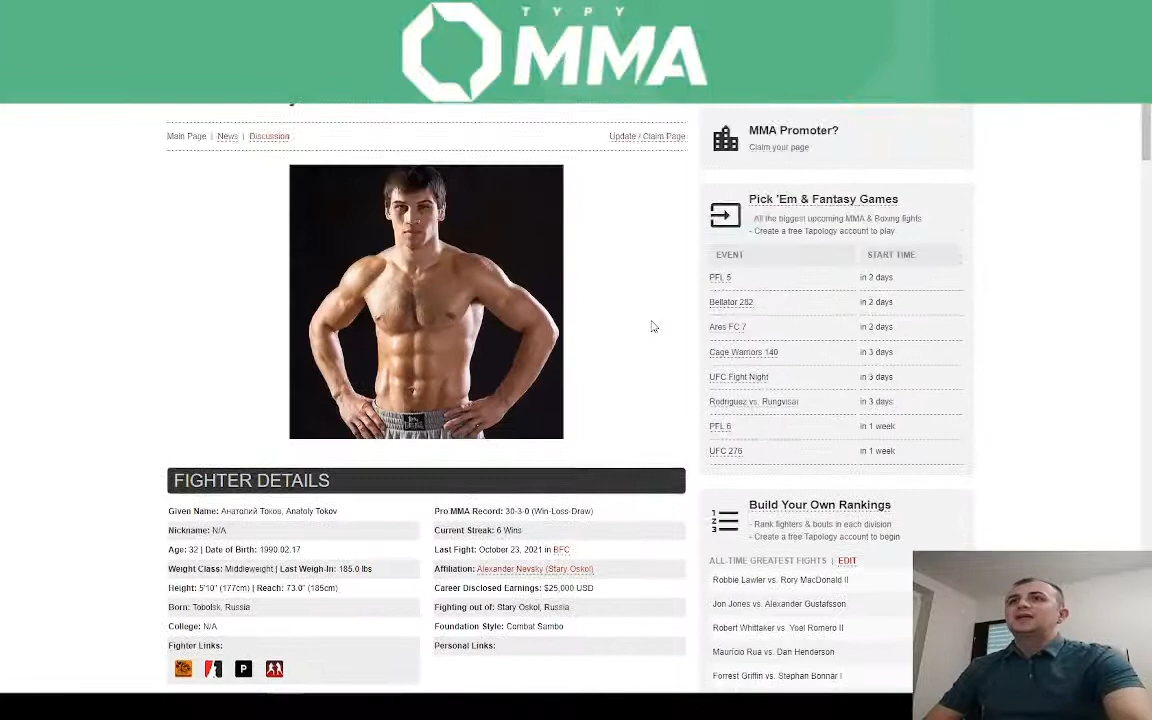 TYPY
MMA
Main Page | News | Discussion
Update / Claim Page
FIGHTER DETAILS
Given Name: Анатолий Токов, Anatoly Tokov
Nickname: N/A
Age: 32 | Date of Birth: 1990.02.17
Weight Class: Middleweight | Last Weigh-In: 185.0 lbs
Height: 5'10" (177cm) | Reach: 73.0" (185cm)
Born: Tobolsk, Russia
College: N/A
Fighter Links:
Pro MMA Record: 30-3-0 (Win-Loss-Draw)
Current Streak: 6 Wins
Last Fight: October 23, 2021 in BFC
Affiliation: Alexander Nevsky (Stary Oskol)
Career Disclosed Earnings: $25,000 USD
Fighting out of: Stary Oskol, Russia
Foundation Style: Combat Sambo
Personal Links:
P
MMA Promoter?
Claim your page
Pick 'Em & Fantasy Games
All the biggest upcoming MMA & Boxing fights
- Create a free Tapology account to play
EVENT START TIME
PFL 5 in 2 days
Bellator 282 in 2 days
Ares FC 7 in 2 days
Cage Warriors 140 in 3 days
UFC Fight Night in 3 days
Rodriguez vs. Rungvisai in 3 days
PFL 6 in 1 week
UFC 276 in 1 week
1
2
3
Build Your Own Rankings
- Rank fighters & bouts in each division
- Create a free Tapology account to begin
ALL-TIME GREATEST FIGHTS | EDIT
Robbie Lawler vs. Rory MacDonald II
Jon Jones vs. Alexander Gustafsson
Robert Whittaker vs. Yoel Romero II
Mauricio Rua vs. Dan Henderson
Forrest Griffin vs. Stephan Bonnar I